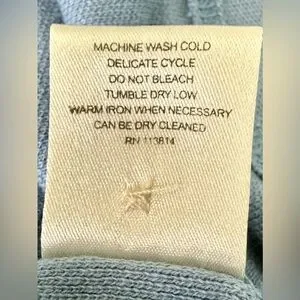 MACHINE WASH COLD
DELICATE CYCLE
DO NOT BLEACH
TUMBLE DRY LOW
WARM IRON WHEN NECESSARY
CAN BE DRY CLEANED
RN 113814